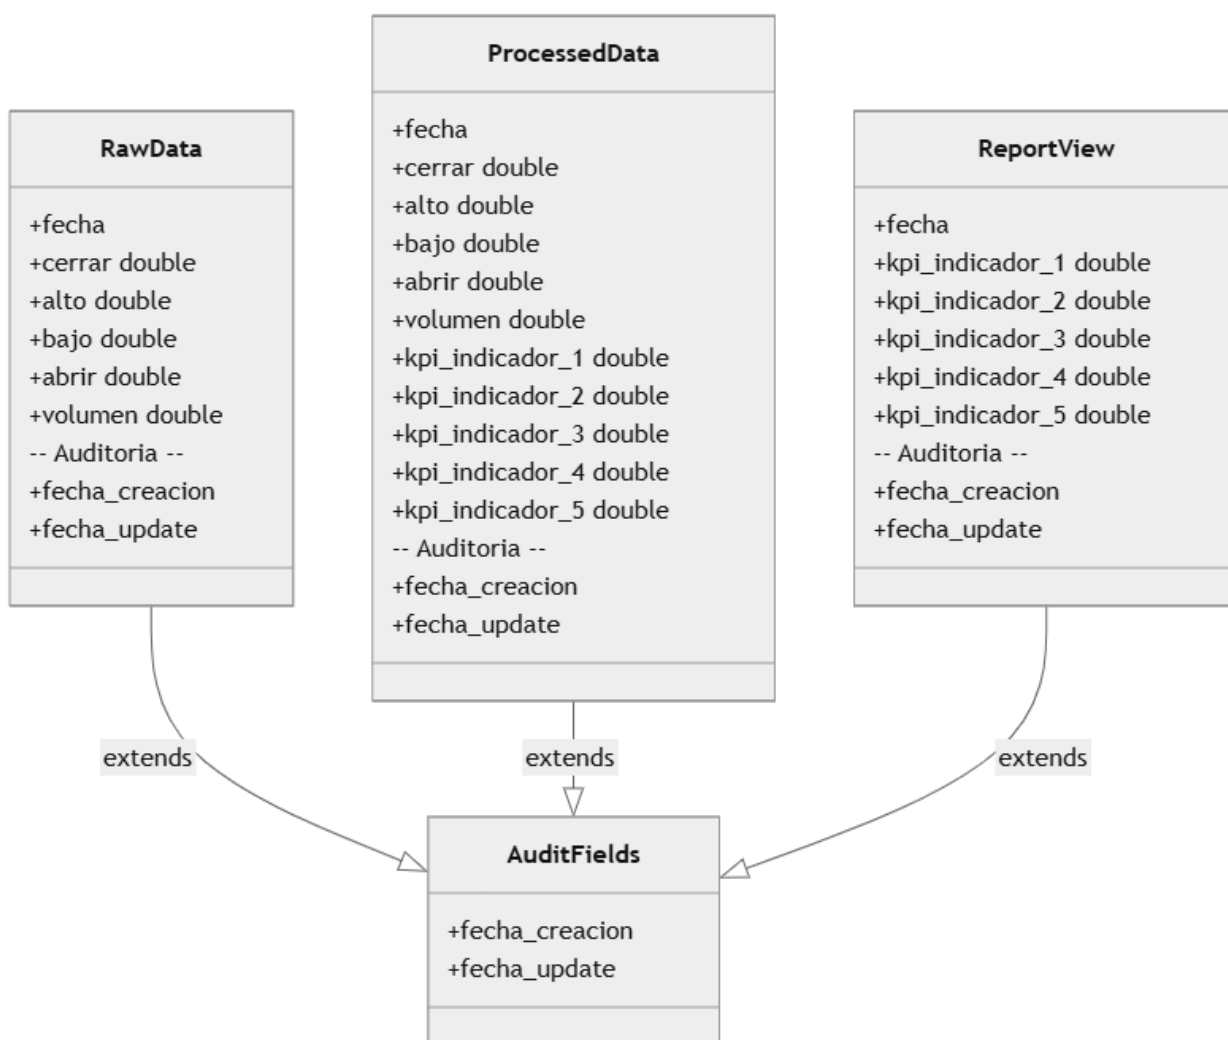 ProcessedData
+fecha
+cerrar double
+alto double
+bajo double
+abrir double
+volumen double
+kpi_indicador_1 double
+kpi_indicador_2 double
+kpi_indicador_3 double
+kpi_indicador_4 double
+kpi_indicador_5 double
-- Auditoria --
+fecha_creacion
+fecha_update
RawData
+fecha
+cerrar double
+alto double
+bajo double
+abrir double
+volumen double
-- Auditoria --
+fecha_creacion
+fecha_update
ReportView
+fecha
+kpi_indicador_1 double
+kpi_indicador_2 double
+kpi_indicador_3 double
+kpi_indicador_4 double
+kpi_indicador_5 double
-- Auditoria --
+fecha_creacion
+fecha_update
extends
extends
extends
AuditFields
+fecha_creacion
+fecha_update